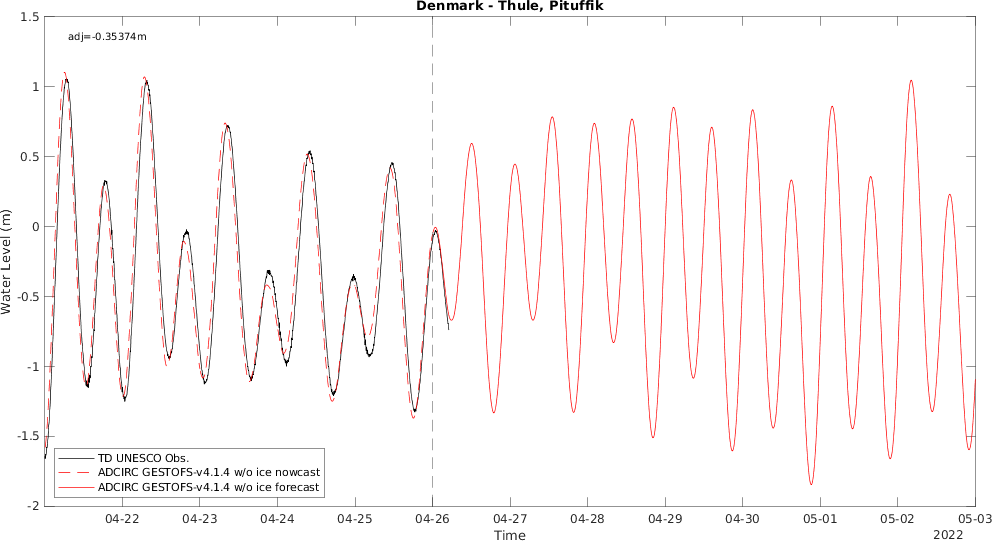 Denmark - Thule, Pituffik
adj=-0.35374m
1.5
1
0.5
0
-0.5
-1
-1.5
-2
Water Level (m)
TD UNESCO Obs.
ADCIRC GESTOFS-v4.1.4 w/o ice nowcast
ADCIRC GESTOFS-v4.1.4 w/o ice forecast
04-22 04-23 04-24 04-25 04-26 04-27 04-28 04-29 04-30 05-01 05-02 05-03
Time
2022